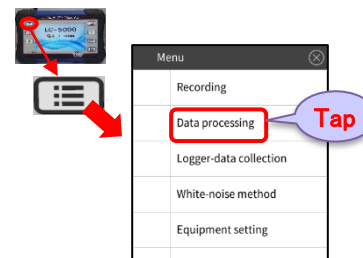 LC-5000
Menu
Recording
Data processing
Tap
Logger-data collection
White-noise method
Equipment setting